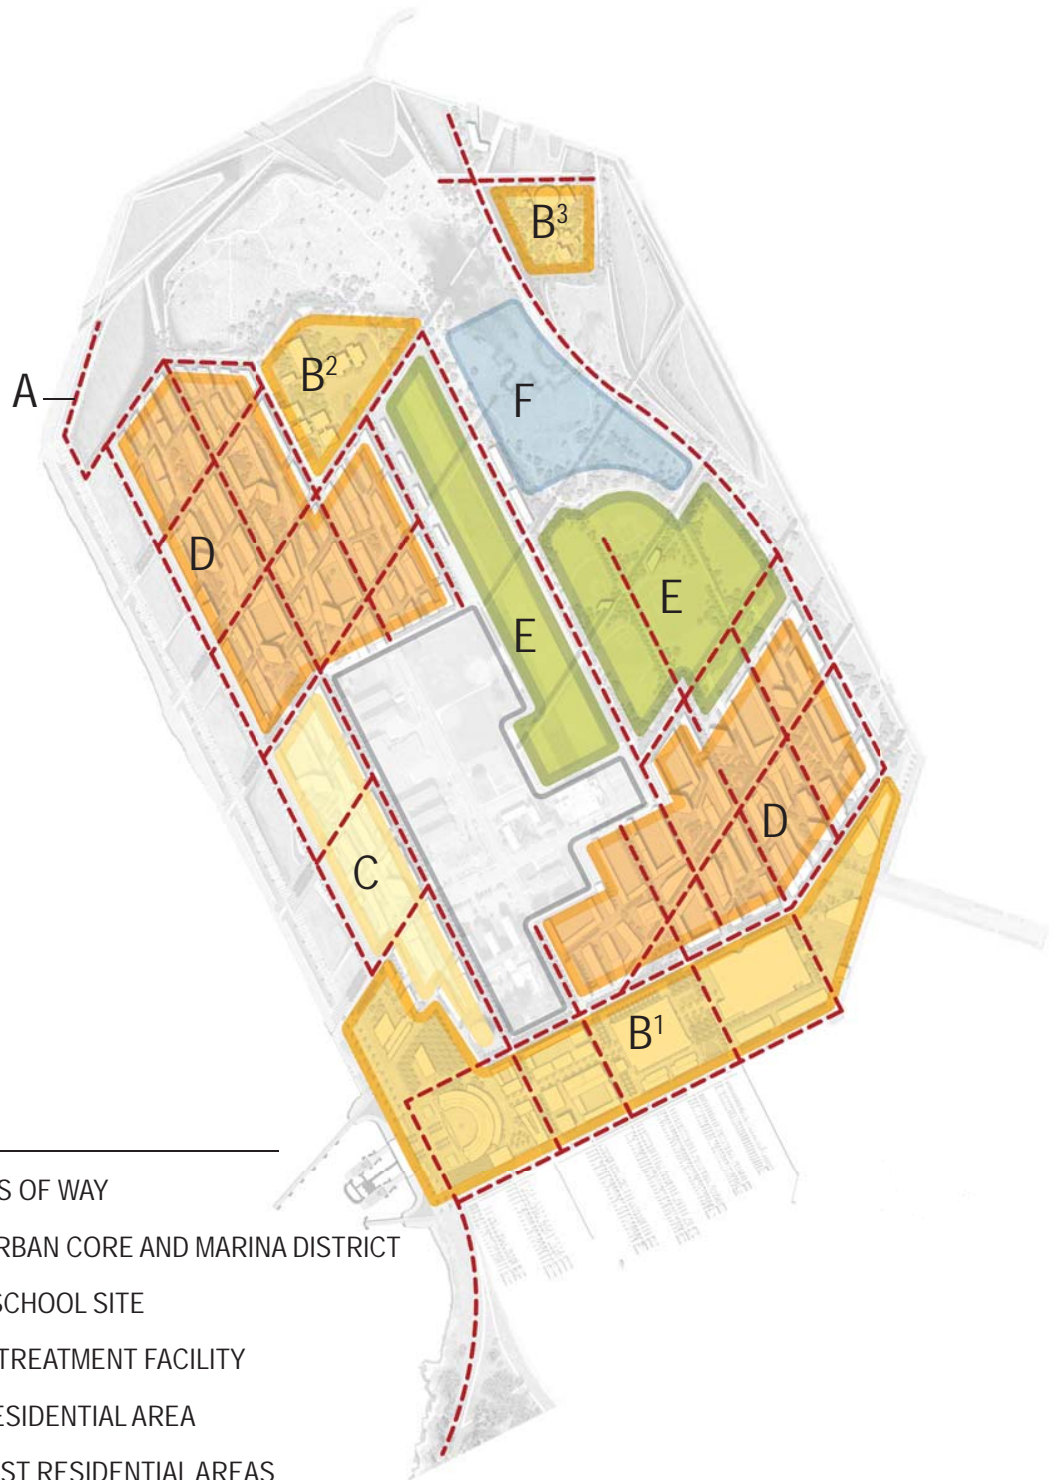 B³
B²
A
F
D
E
E
D
C
B¹
S OF WAY
RBAN CORE AND MARINA DISTRICT
SCHOOL SITE
TREATMENT FACILITY
ESIDENTIAL AREA
ST RESIDENTIAL AREAS